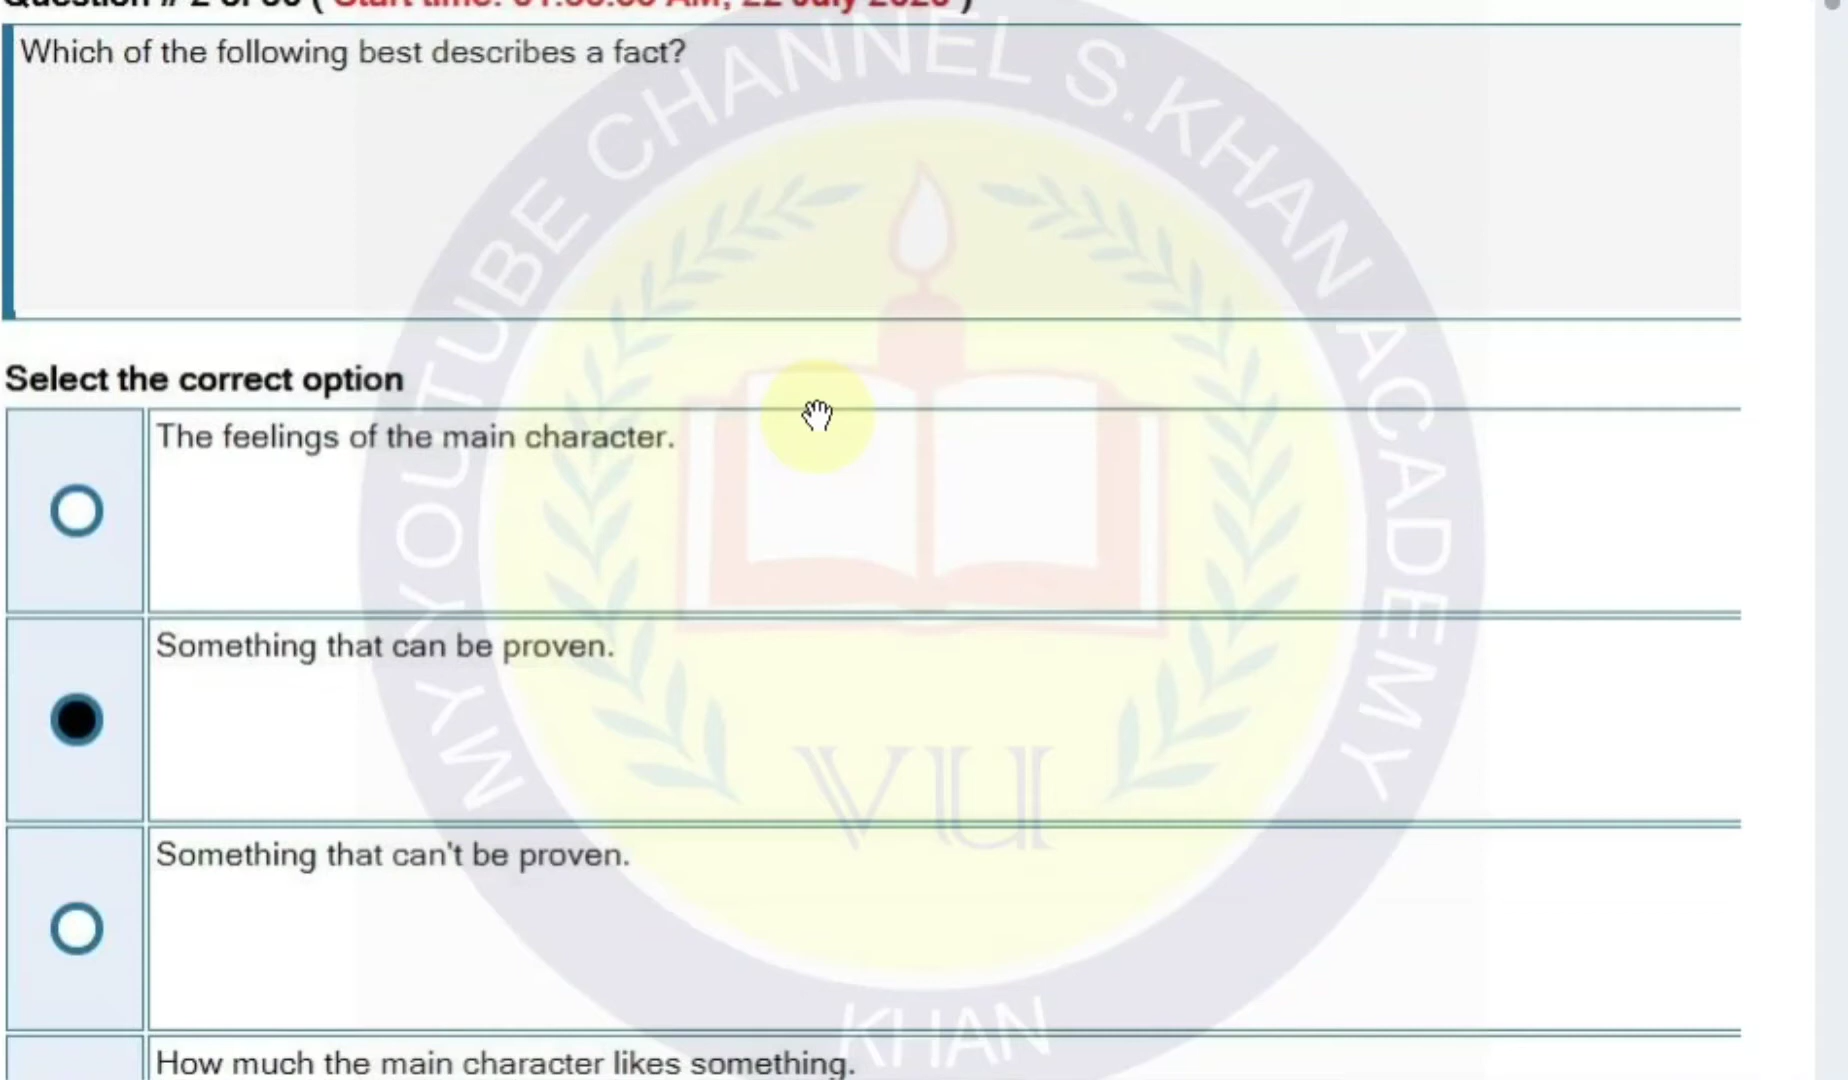 Which of the following best describes a fact?
Select the correct option
The feelings of the main character.
Something that can be proven.
Something that can't be proven.
How much the main character likes something.
MY YOUTUBE CHANNEL S.KHAN ACADEMY
VU
KHAN